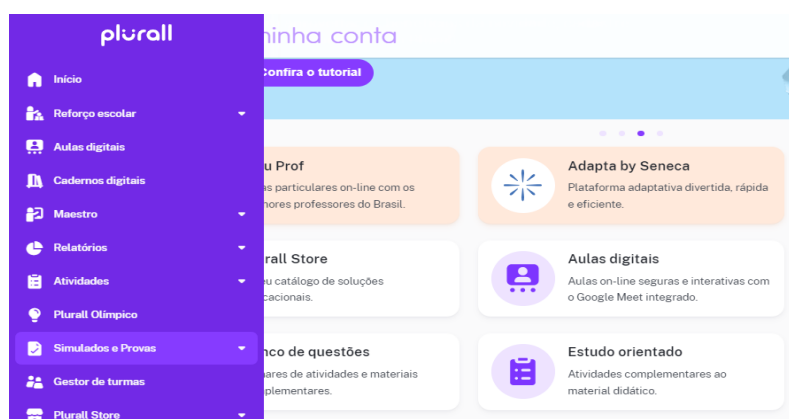 plurall
Início
Reforço escolar
Aulas digitais
Cadernos digitais
Maestro
Relatórios
Atividades
Plurall Olímpico
Simulados e Provas
Gestor de turmas
Plurall Store
minha conta
Confira o tutorial
u Prof
s particulares on-line com os
hores professores do Brasil.
Adapta by Seneca
Plataforma adaptativa divertida, rápida
e eficiente.
rall Store
eu catálogo de soluções
cacionais.
Aulas digitais
Aulas on-line seguras e interativas com
o Google Meet integrado.
nco de questões
ares de atividades e materiais
plementares.
Estudo orientado
Atividades complementares ao
material didático.